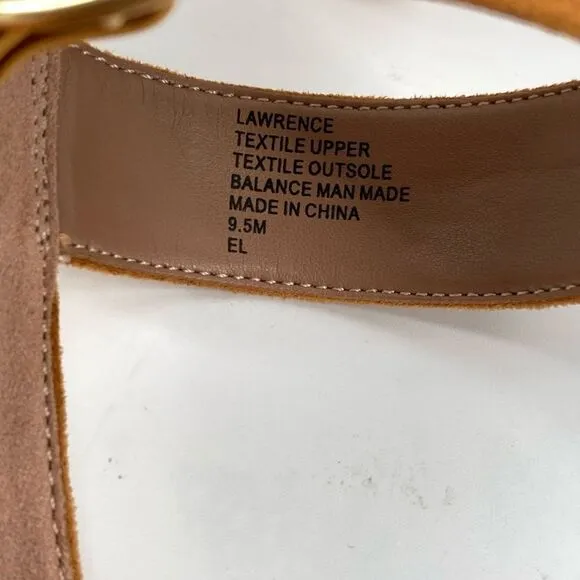 LAWRENCE
TEXTILE UPPER
TEXTILE OUTSOLE
BALANCE MAN MADE
MADE IN CHINA
9.5M
EL